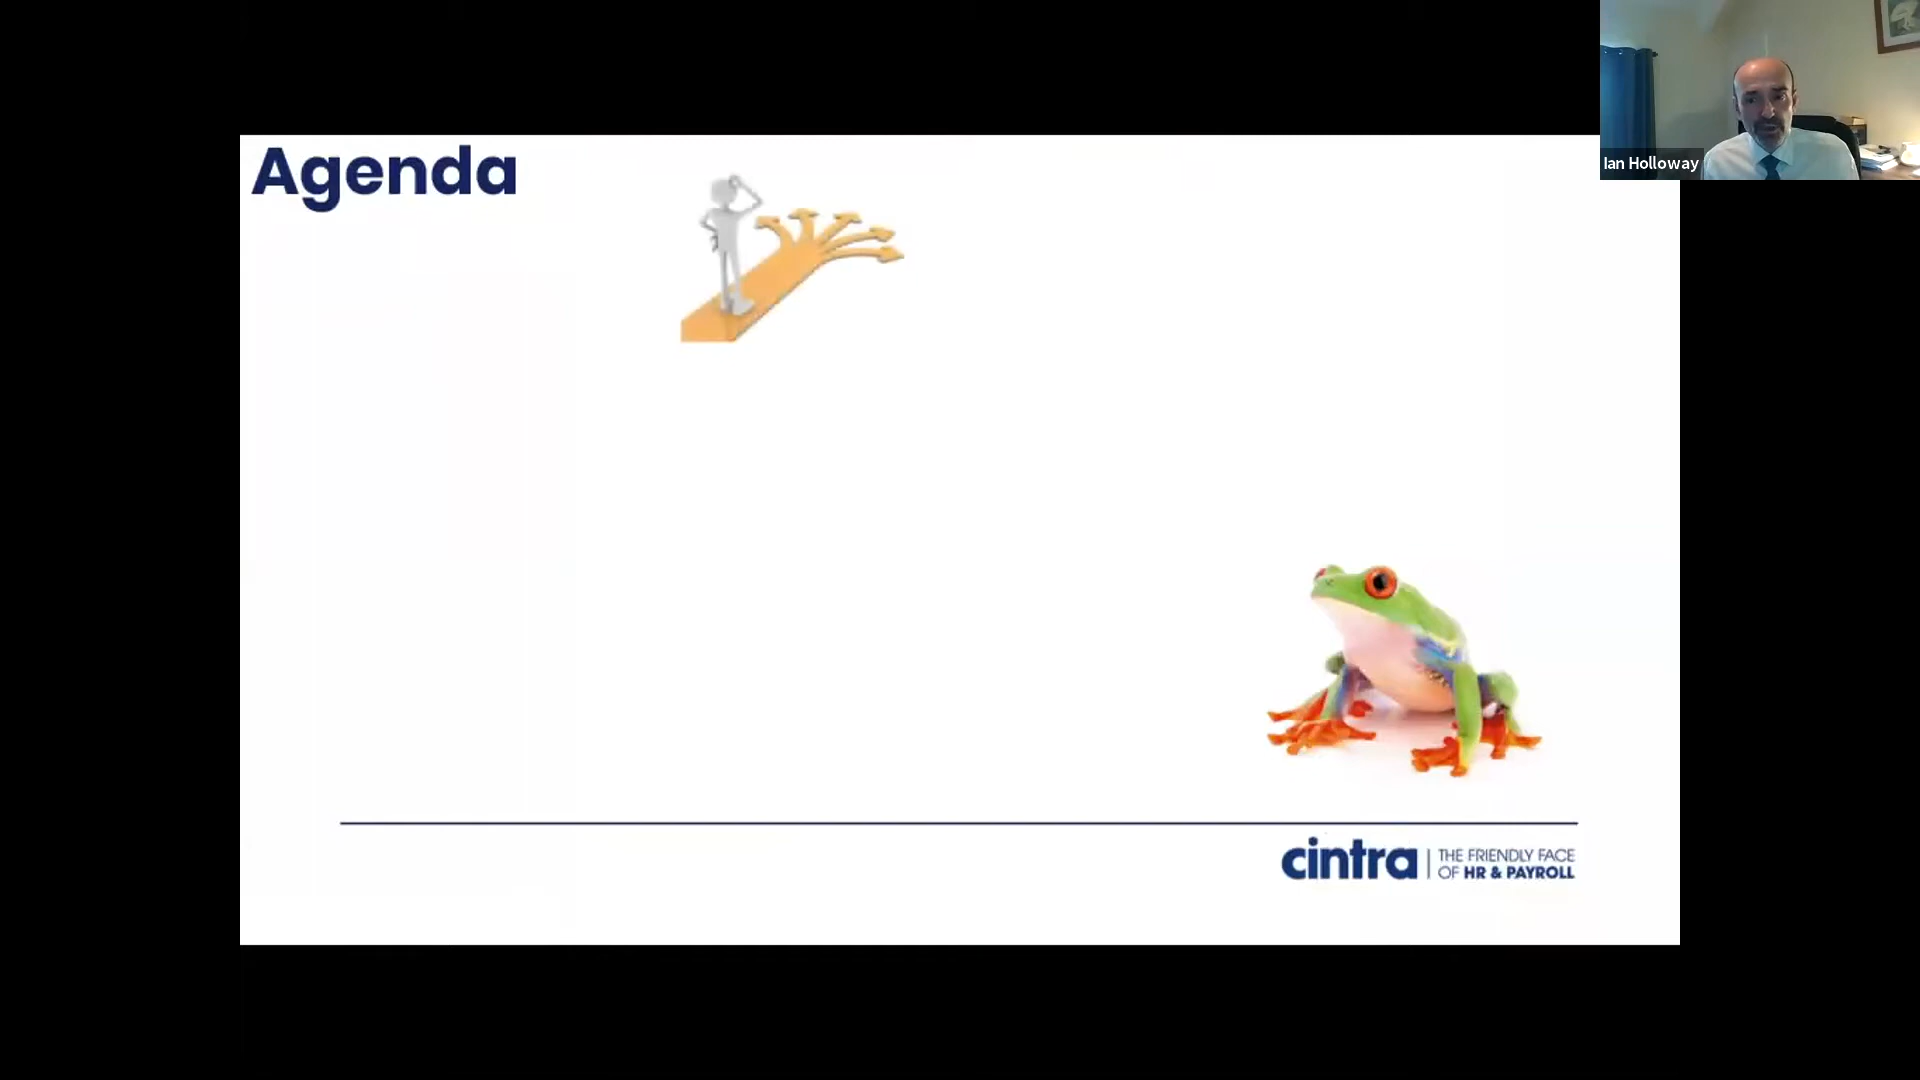 Agenda
Ian Holloway
cintra
THE FRIENDLY FACE
OF HR & PAYROLL